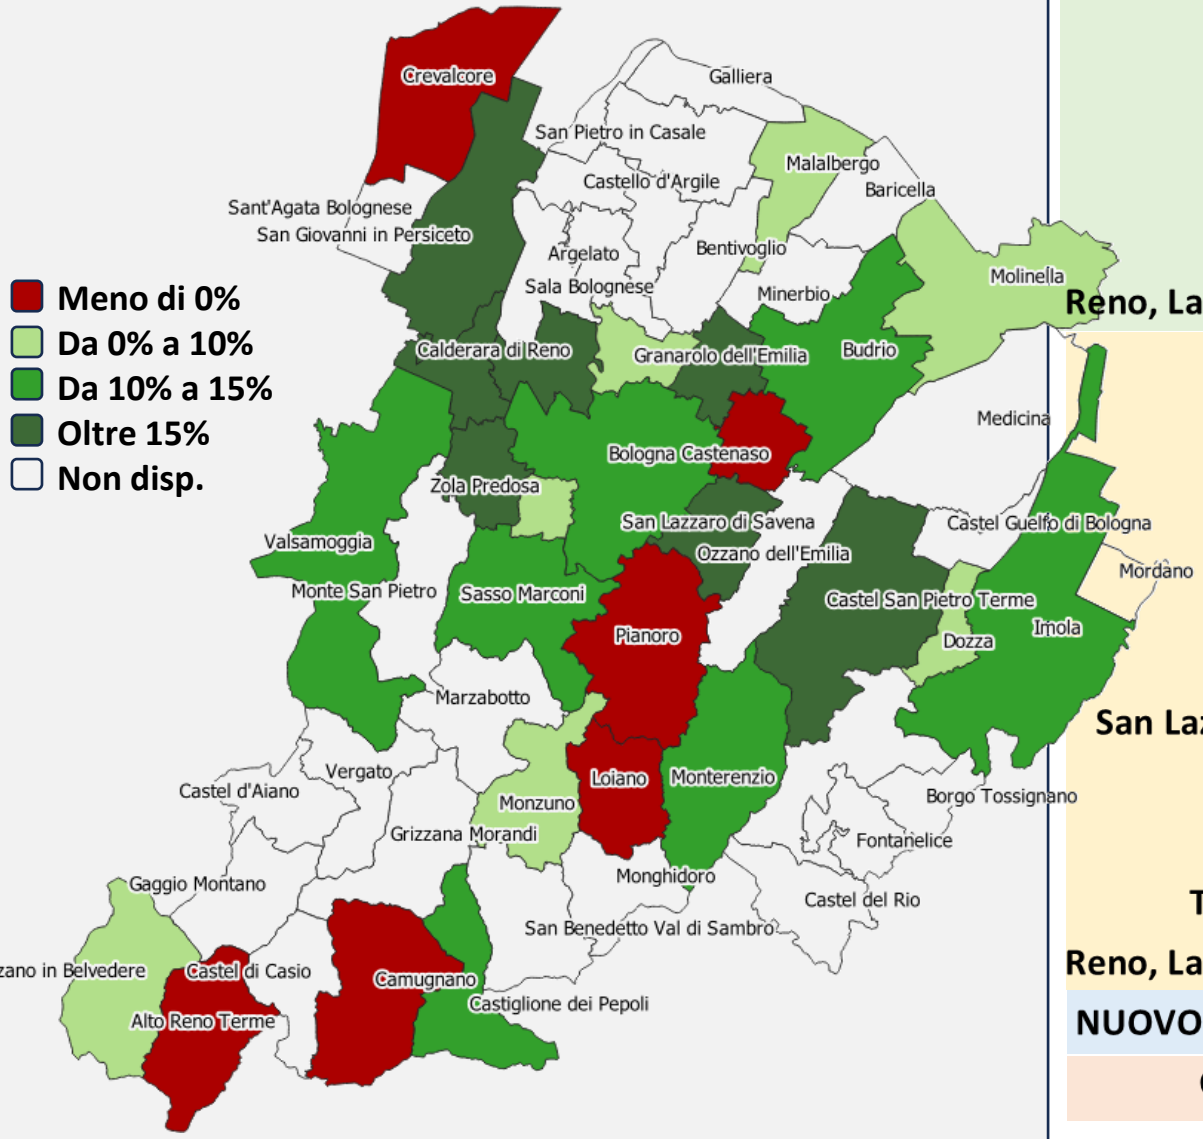 Crevalcore
Galliera
San Pietro in Casale
Malalbergo
Castello d'Argile
Baricella
Sant'Agata Bolognese
San Giovanni in Persiceto
Argelato
Bentivoglio
Molinella
Sala Bolognese
Minerbio
Meno di 0%
Da 0% a 10%
Da 10% a 15%
Oltre 15%
Non disp.
Reno, La
Calderara di Reno
Granarolo dell'Emilia
Budrio
Medicina
Bologna
Castenaso
Zola Predosa
San Lazzaro di Savena
Castel Guelfo di Bologna
Valsamoggia
Ozzano dell'Emilia
Mordano
Monte San Pietro
Sasso Marconi
Castel San Pietro Terme
Pianoro
Dozza
Imola
Marzabotto
San Laz
Vergato
Loiano
Monterenzio
Castel d'Aiano
Monzuno
Borgo Tossignano
Grizzana Morandi
Fontanelice
Gaggio Montano
Monghidoro
Castel del Rio
T
San Benedetto Val di Sambro
zano in Belvedere
Castel di Casio
Camugnano
Reno, La
Castiglione dei Pepoli
Alto Reno Terme
NUOVO